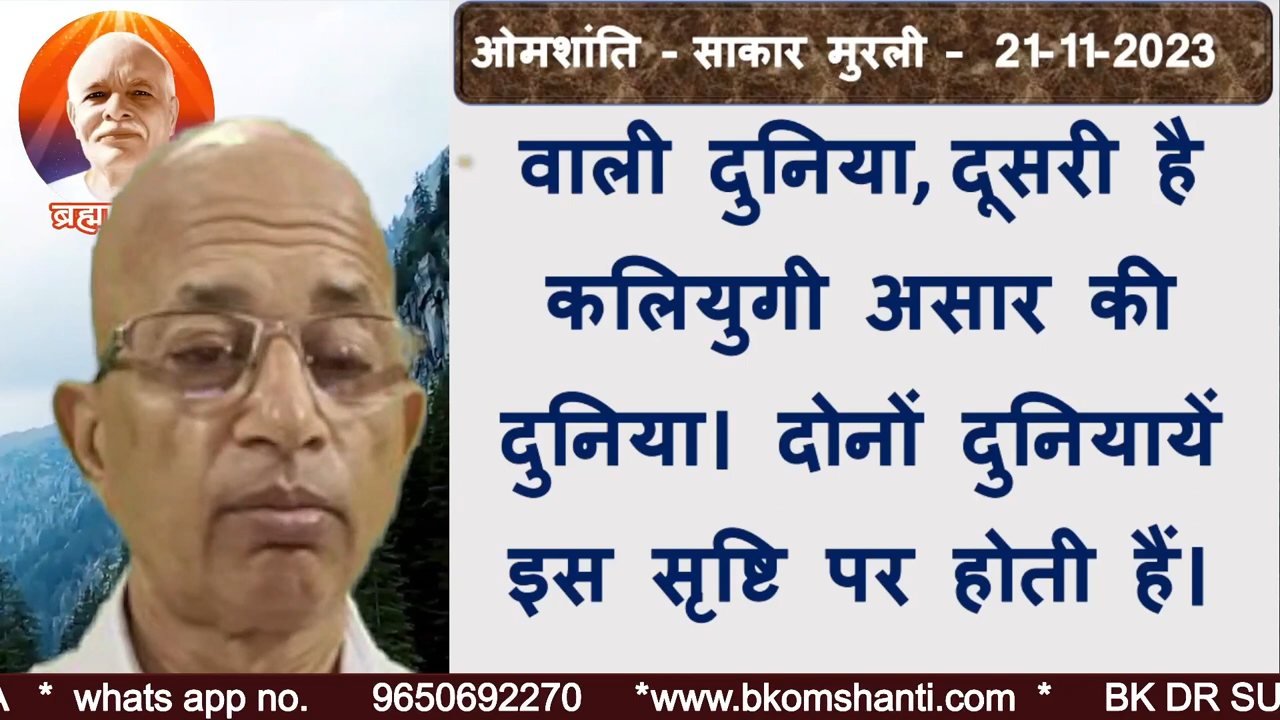 ओमशांति - साकार मुरली - 21-11-2023
वाली दुनिया, दूसरी है
कलियुगी असार की
दुनिया। दोनों दुनियायें
इस सृष्टि पर होती हैं।
ब्रह्मा
A * whats app no. 9650692270 *www.bkomshanti.com * BK DR SU